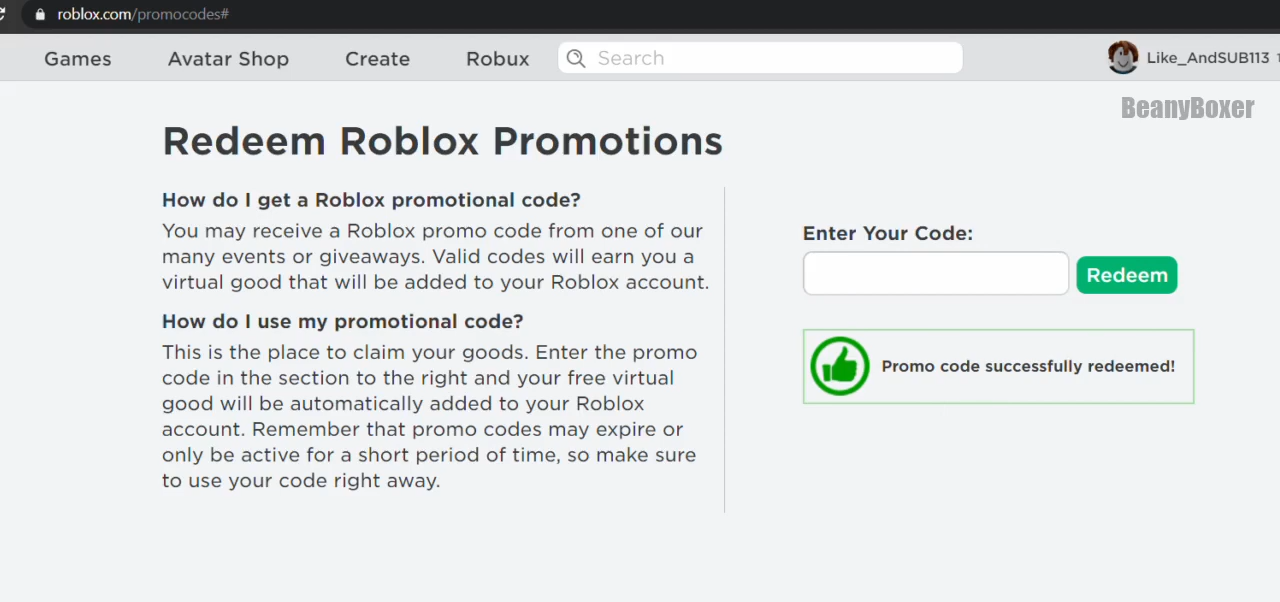 roblox.com/promocodes#
Games Avatar Shop Create Robux Search Like_AndSUB113
BeanyBoxer
Redeem Roblox Promotions
How do I get a Roblox promotional code?
You may receive a Roblox promo code from one of our
many events or giveaways. Valid codes will earn you a
virtual good that will be added to your Roblox account.
How do I use my promotional code?
This is the place to claim your goods. Enter the promo
code in the section to the right and your free virtual
good will be automatically added to your Roblox
account. Remember that promo codes may expire or
only be active for a short period of time, so make sure
to use your code right away.
Enter Your Code:
Redeem
Promo code successfully redeemed!